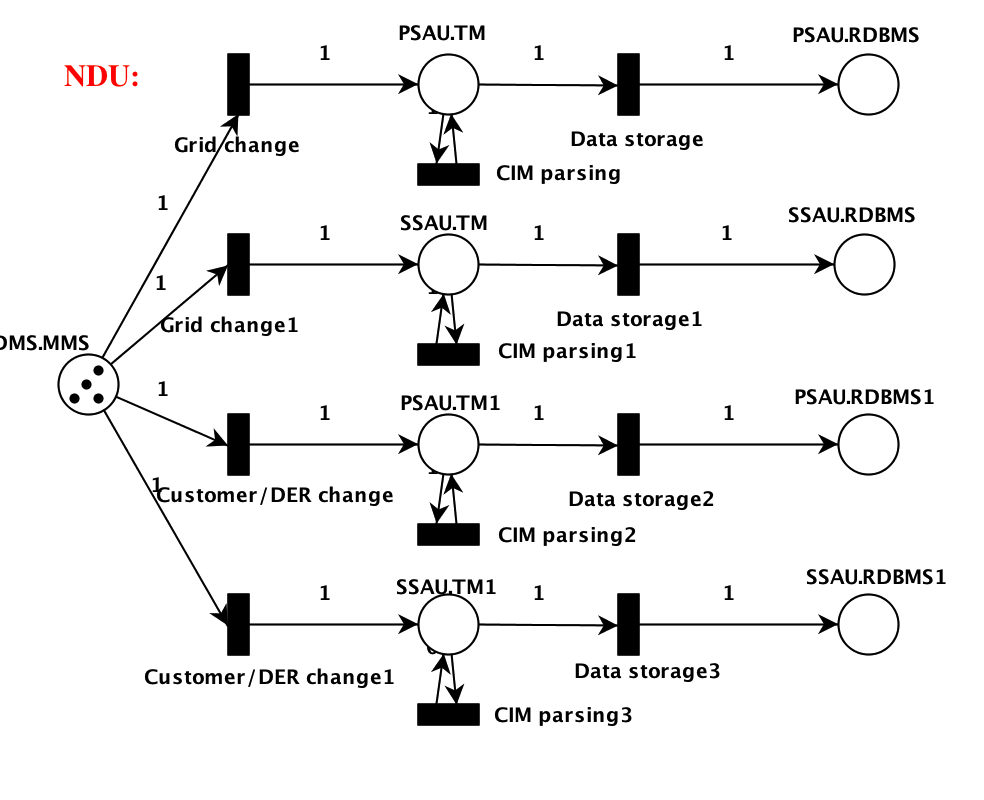 PSAU.TM
PSAU.RDBMS
1
1
1
NDU:
Data storage
Grid change
CIM parsing
1
SSAU.TM
SSAU.RDBMS
1
1
1
1
Grid change1
Data storage1
DMS.MMS
CIM parsing1
1
PSAU.TM1
PSAU.RDBMS1
1
1
1
1
Customer/DER change
Data storage2
CIM parsing2
SSAU.TM1
SSAU.RDBMS1
1
1
1
Customer/DER change1
Data storage3
CIM parsing3